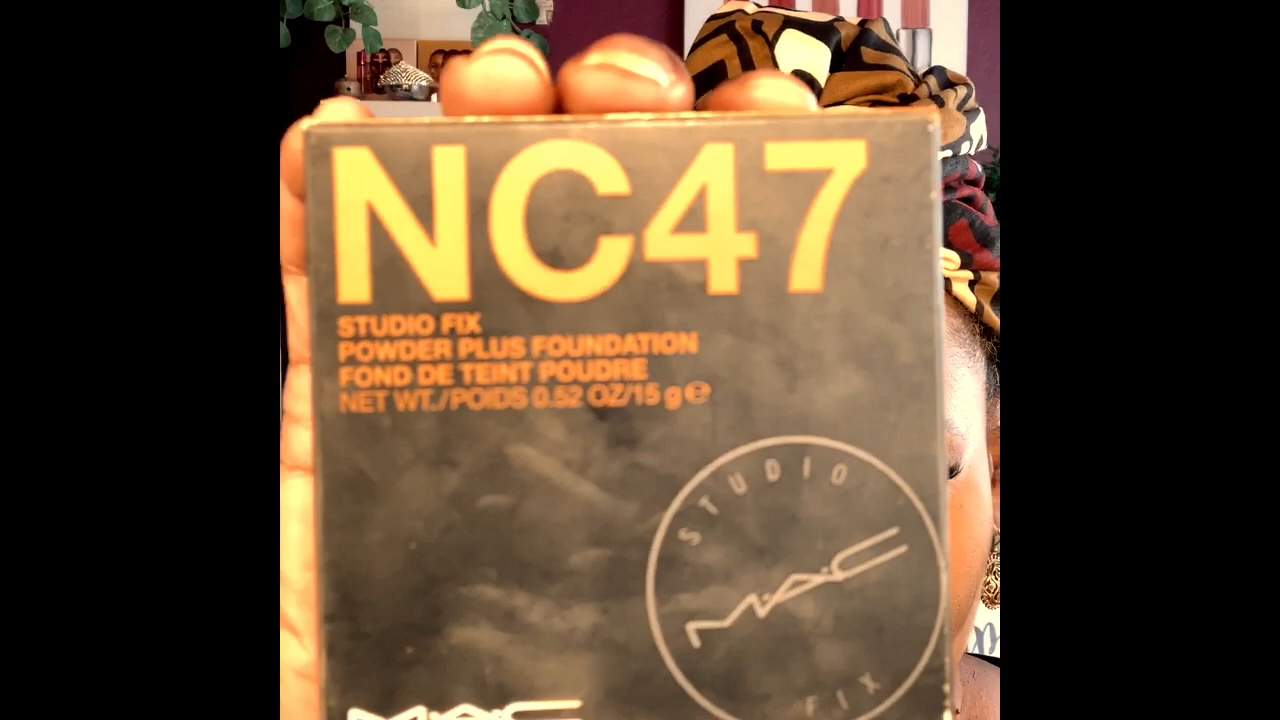 NC47
STUDIO FIX
POWDER PLUS FOUNDATION
FOND DE TEINT POUDRE
NET WT./POIDS 0.52 OZ/15 g ℮
STUDIO
M·A·C
FIX
M·A·C